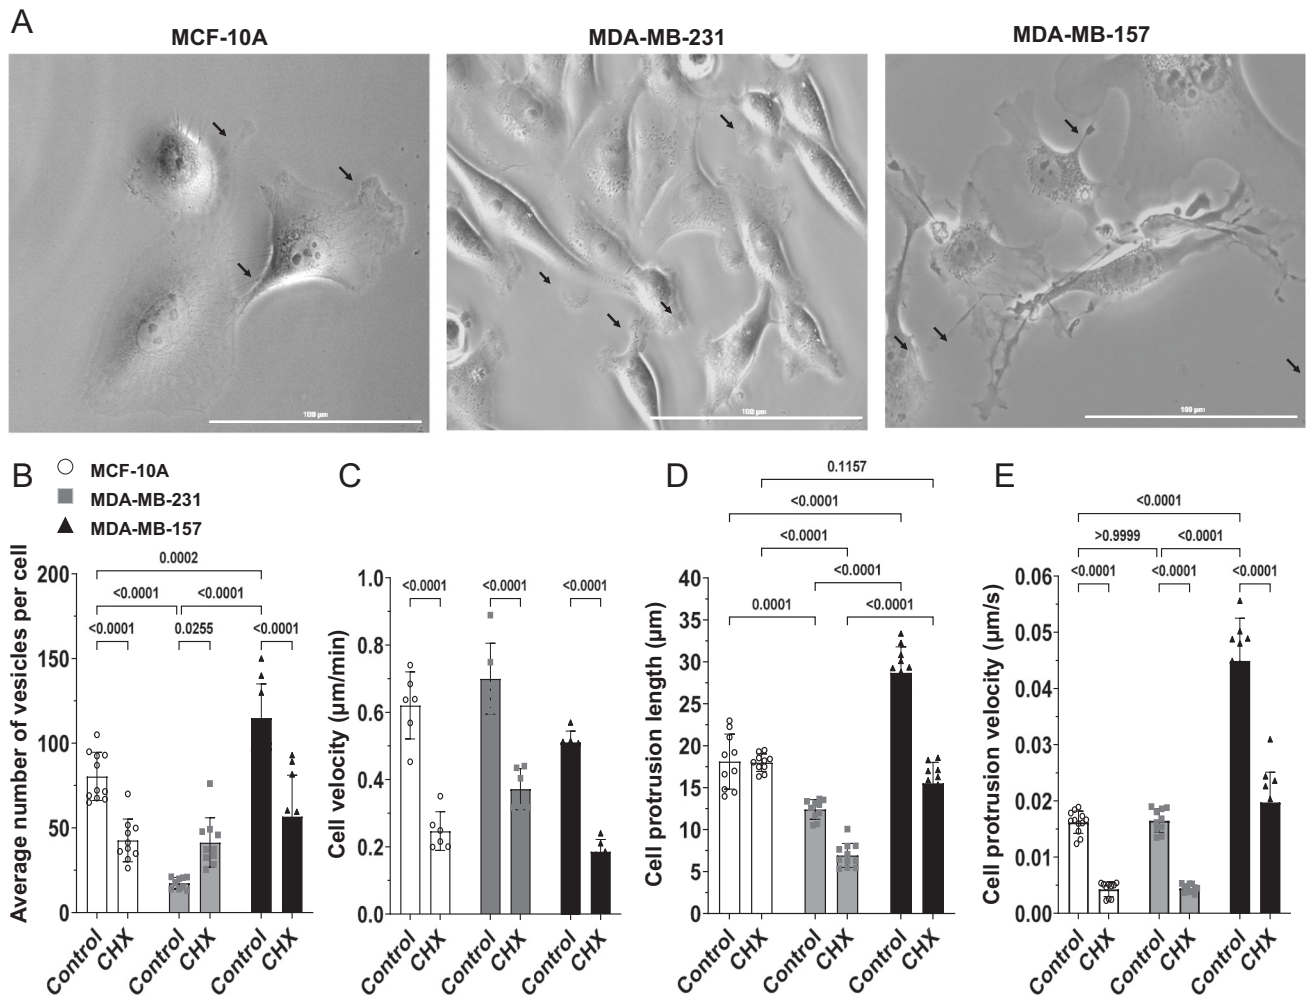 A
MCF-10A
MDA-MB-231
MDA-MB-157
100 µm
100 µm
100 µm
B
MCF-10A
MDA-MB-231
MDA-MB-157
Average number of vesicles per cell
200
150
100
50
0
0.0002
<0.0001
<0.0001
<0.0001
0.0255
<0.0001
Control
CHX
Control
CHX
Control
CHX
C
Cell velocity (µm/min)
1.0
0.8
0.6
0.4
0.2
0.0
<0.0001
<0.0001
<0.0001
Control
CHX
Control
CHX
Control
CHX
D
Cell protrusion length (µm)
40
35
30
25
20
15
10
5
0
0.1157
<0.0001
<0.0001
<0.0001
0.0001
<0.0001
Control
CHX
Control
CHX
Control
CHX
E
Cell protrusion velocity (µm/s)
0.06
0.05
0.04
0.03
0.02
0.01
0.00
<0.0001
>0.9999
<0.0001
<0.0001
<0.0001
<0.0001
Control
CHX
Control
CHX
Control
CHX